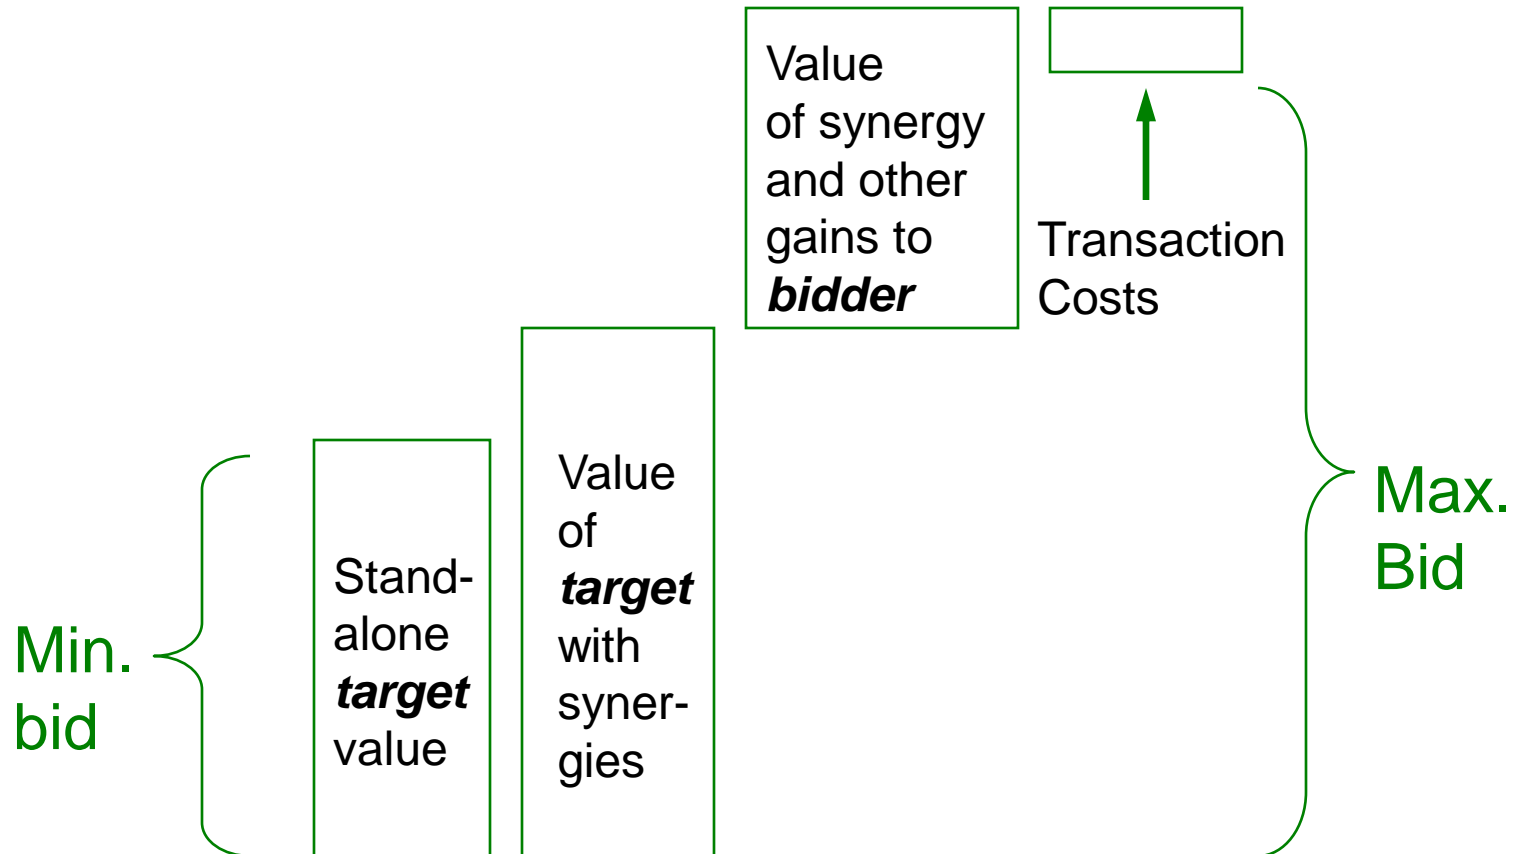 Min.
bid
Stand-
alone
target
value
Value
of
target
with
syner-
gies
Value
of synergy
and other
gains to
bidder
Transaction
Costs
Max.
Bid